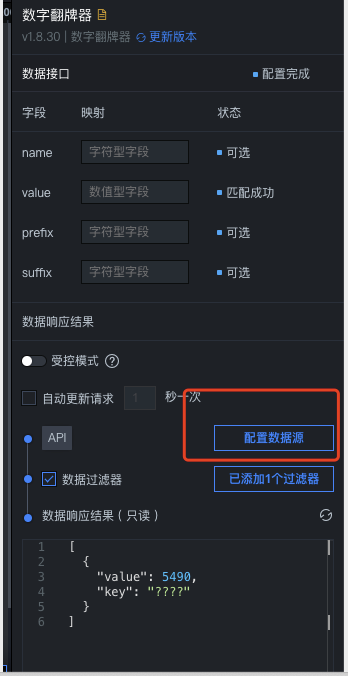 数字翻牌器
v1.8.30 | 数字翻牌器 更新版本
数据接口 配置完成
字段 映射 状态
name 字符型字段 可选
value 数值型字段 匹配成功
prefix 字符型字段 可选
suffix 字符型字段 可选
数据响应结果
受控模式 ?
自动更新请求 1 秒一次
API 配置数据源
数据过滤器 已添加1个过滤器
数据响应结果（只读）
1 [
2 {
3 "value": 5490,
4 "key": "????"
5 }
6 ]